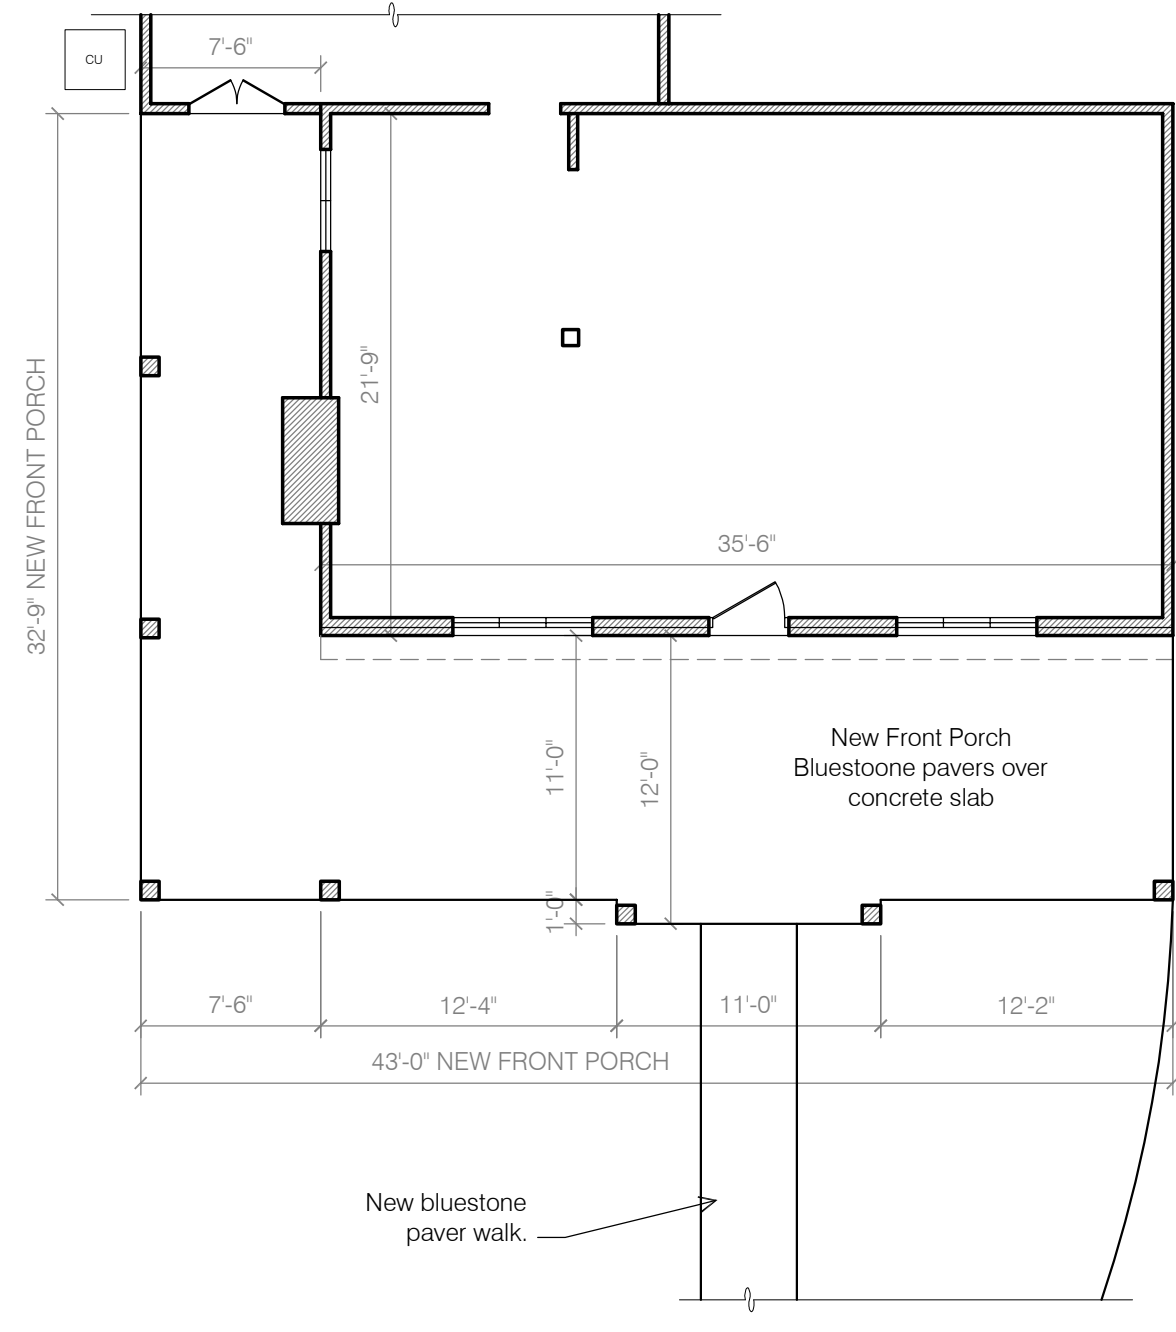 CU
7'-6"
21'-9"
32'-9" NEW FRONT PORCH
35'-6"
New Front Porch
Bluestoone pavers over
concrete slab
11'-0"
12'-0"
1'-0"
7'-6"
12'-4"
11'-0"
12'-2"
43'-0" NEW FRONT PORCH
New bluestone
paver walk.